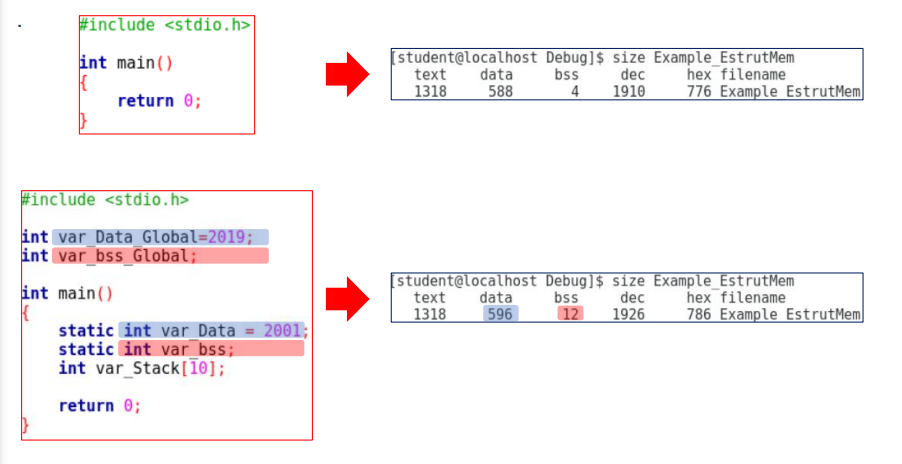 #include <stdio.h>

int main()
{
    return 0;
}

[student@localhost Debug]$ size Example_EstrutMem
   text    data     bss     dec     hex filename
   1318     588       4    1910     776 Example_EstrutMem

#include <stdio.h>

int var_Data_Global=2019;
int var_bss_Global;

int main()
{
    static int var_Data = 2001;
    static int var_bss;
    int var_Stack[10];

    return 0;
}

[student@localhost Debug]$ size Example_EstrutMem
   text    data     bss     dec     hex filename
   1318     596      12    1926     786 Example_EstrutMem